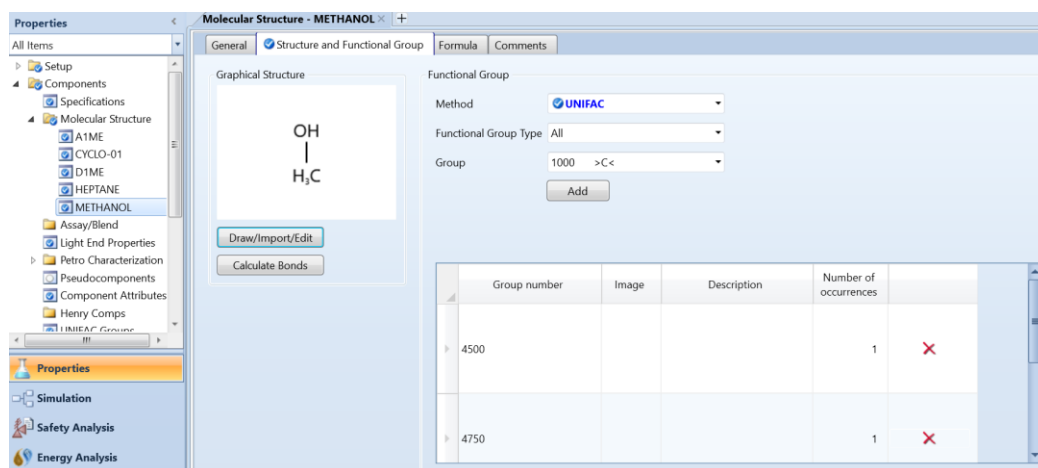 Properties <
Molecular Structure - METHANOL × +
All Items
Setup
Components
Specifications
Molecular Structure
A1ME
CYCLO-01
D1ME
HEPTANE
METHANOL
Assay/Blend
Light End Properties
Petro Characterization
Pseudocomponents
Component Attributes
Henry Comps
UNIFAC Groups
Properties
Simulation
Safety Analysis
Energy Analysis
General Structure and Functional Group Formula Comments
Graphical Structure
OH
H₃C
Draw/Import/Edit
Calculate Bonds
Functional Group
Method UNIFAC
Functional Group Type All
Group 1000 >C<
Add
Group number Image Description Number of occurrences
4500 1
4750 1